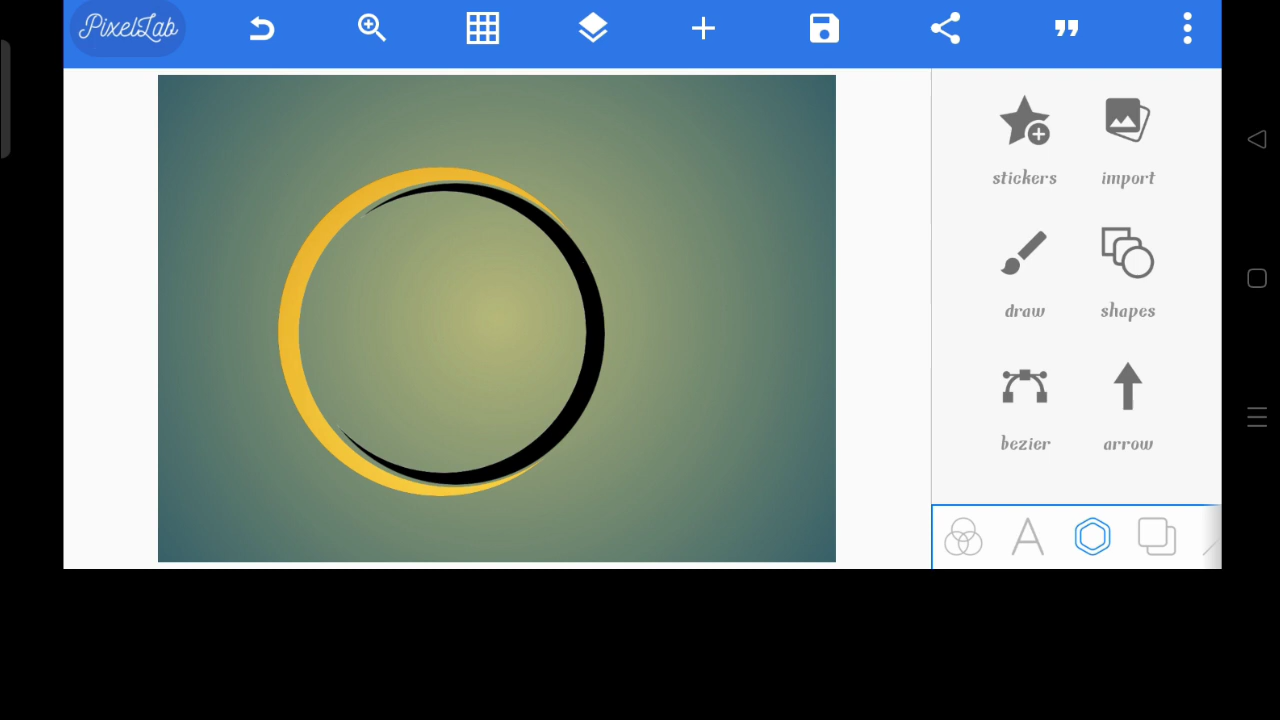 PixelLab
stickers
import
draw
shapes
bezier
arrow